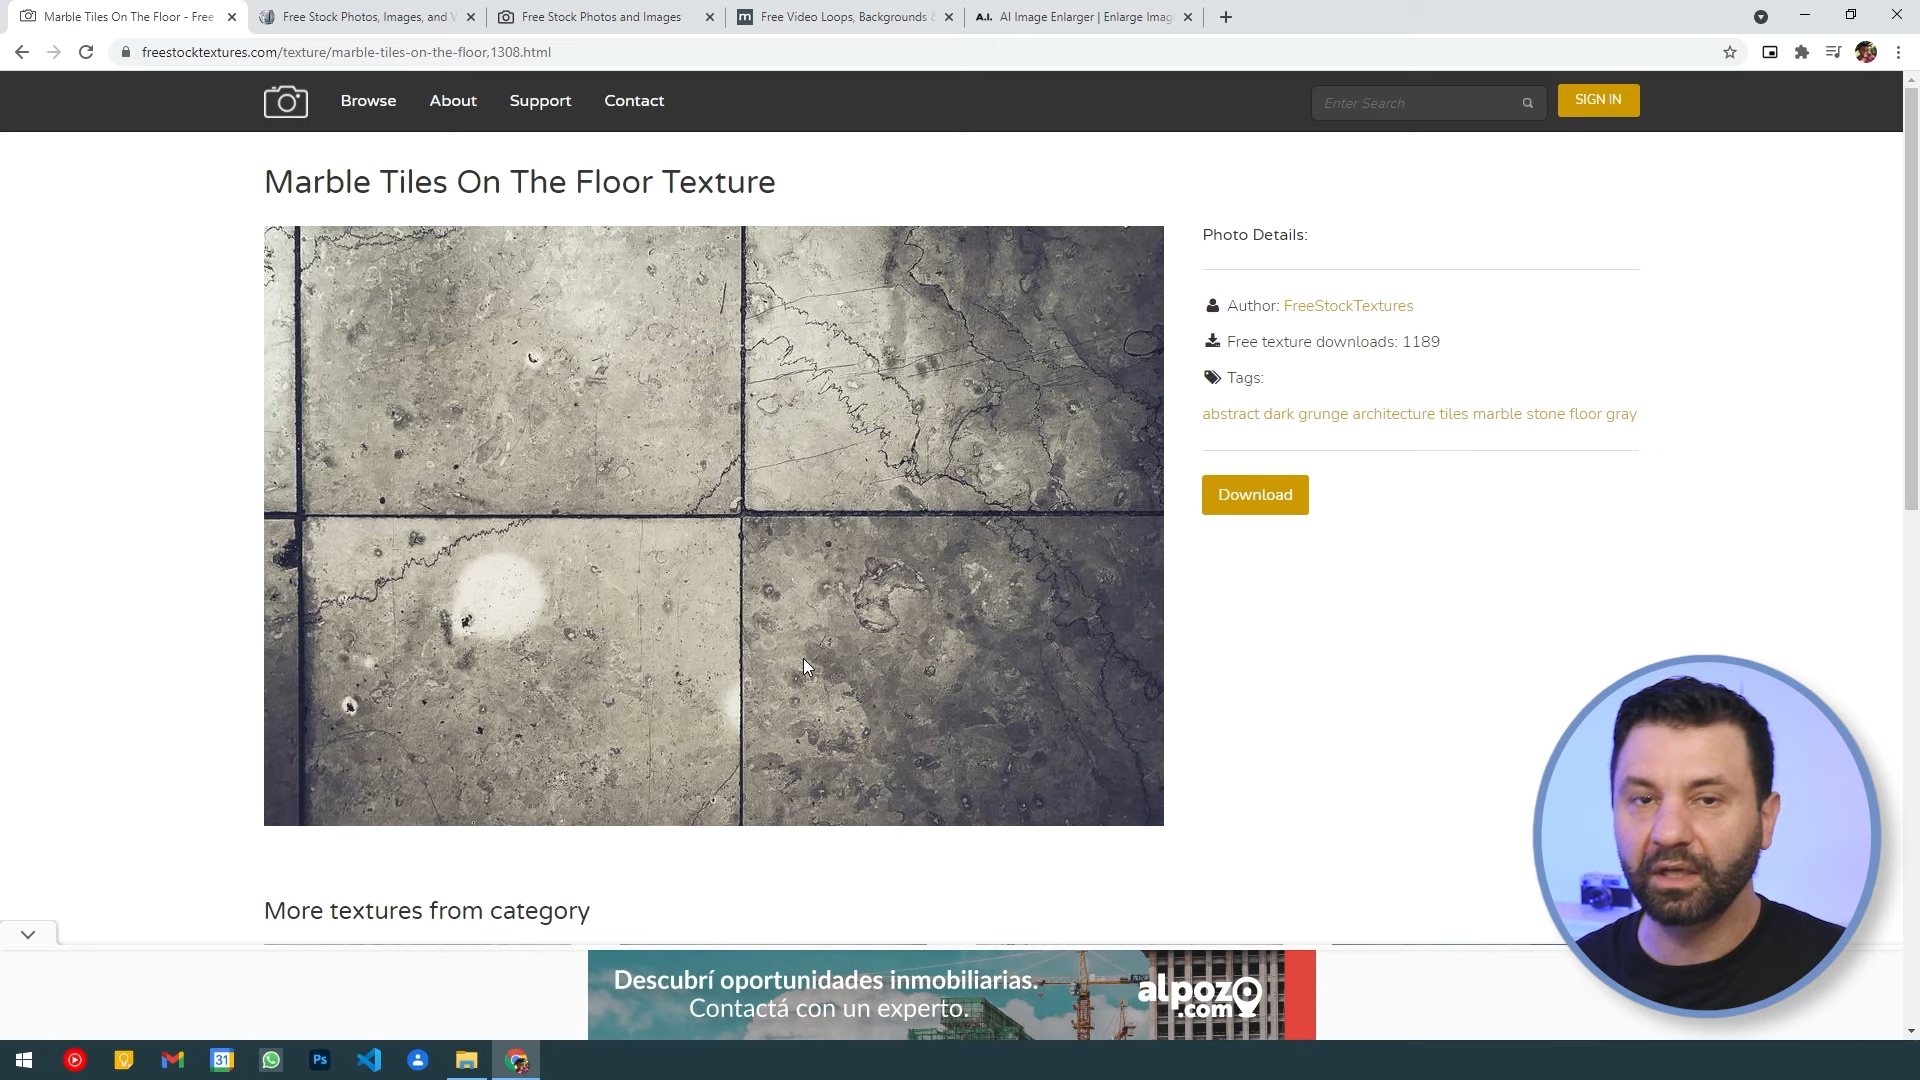 Marble Tiles On The Floor - Free
Free Stock Photos, Images, and V
Free Stock Photos and Images
m
Free Video Loops, Backgrounds &
A.I.
AI Image Enlarger | Enlarge Imag
freestocktextures.com/texture/marble-tiles-on-the-floor,1308.html
Browse
About
Support
Contact
Enter Search
SIGN IN
Marble Tiles On The Floor Texture
Photo Details:
Author: FreeStockTextures
Free texture downloads: 1189
Tags:
abstract dark grunge architecture tiles marble stone floor gray
Download
More textures from category
Descubrí oportunidades inmobiliarias.
Contactá con un experto.
alpozo
.com
31
Ps